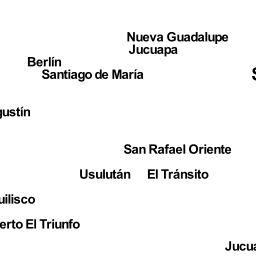 Nueva Guadalupe
Jucuapa
Berlín
Santiago de María
gustín
San Rafael Oriente
Usulután
El Tránsito
uilisco
erto El Triunfo
Jucua